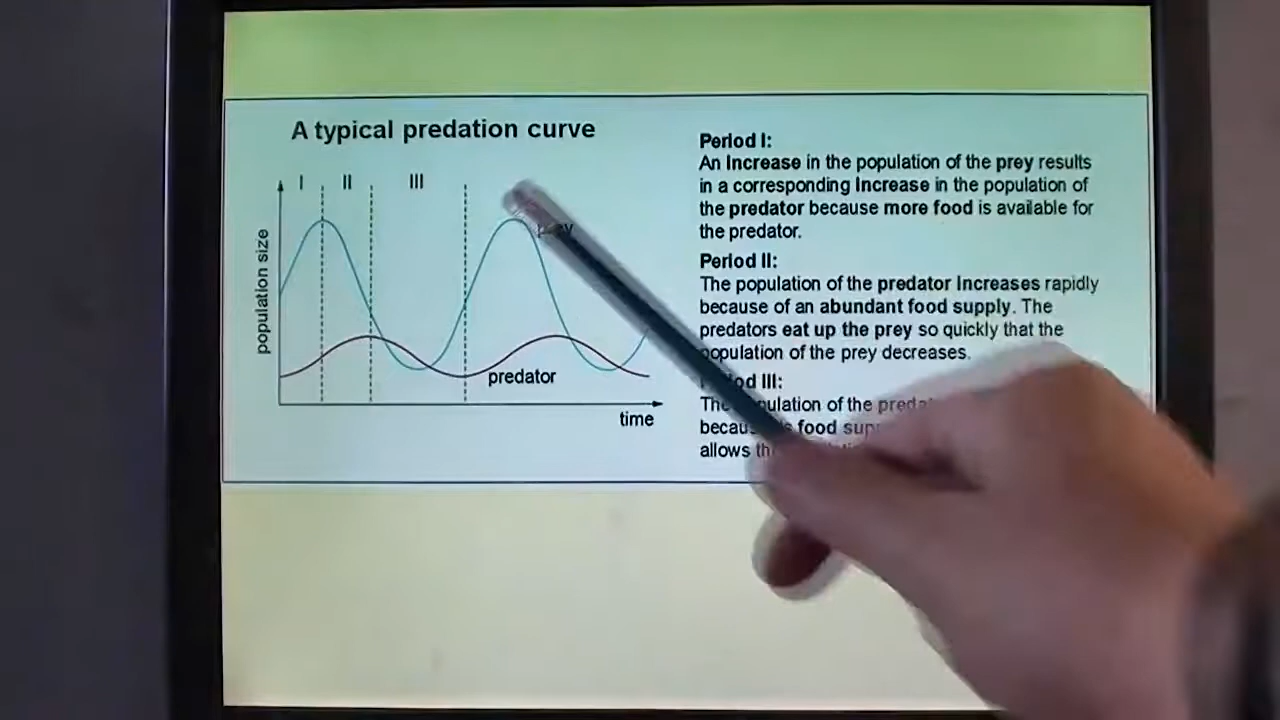 A typical predation curve
I II III
population size
predator
time
Period I:
An Increase in the population of the prey results
in a corresponding Increase in the population of
the predator because more food is available for
the predator.
Period II:
The population of the predator Increases rapidly
because of an abundant food supply. The
predators eat up the prey so quickly that the
population of the prey decreases.
III:
of the
food
allows